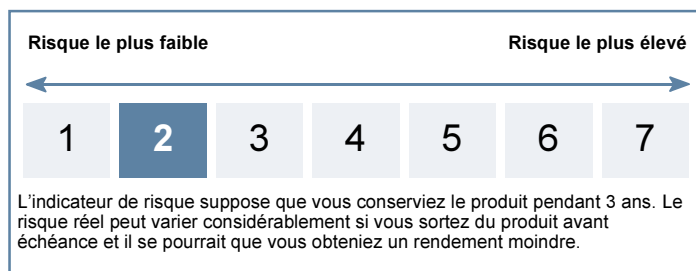 Risque le plus faible Risque le plus élevé
1 2 3 4 5 6 7
L'indicateur de risque suppose que vous conserviez le produit pendant 3 ans. Le
risque réel peut varier considérablement si vous sortez du produit avant
échéance et il se pourrait que vous obteniez un rendement moindre.